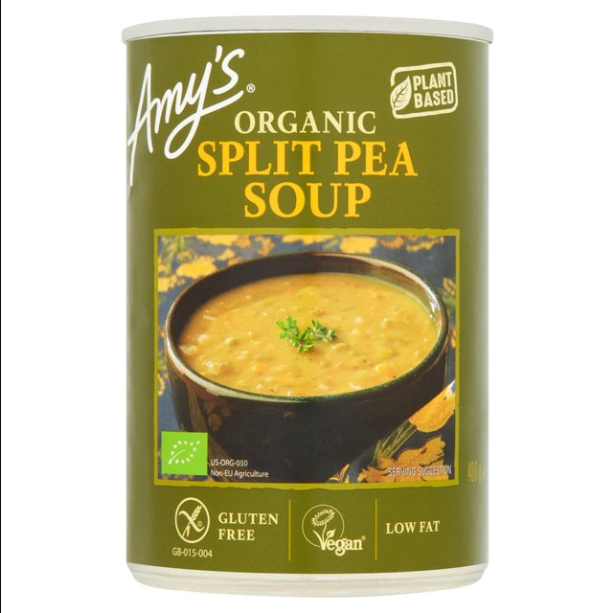 Amy's®
PLANT
BASED
ORGANIC
SPLIT PEA
SOUP
US-ORG-050
Non-EU Agriculture
SERVING SUGGESTION
400 g
GLUTEN
FREE
GB-015-004
Vegan
LOW FAT